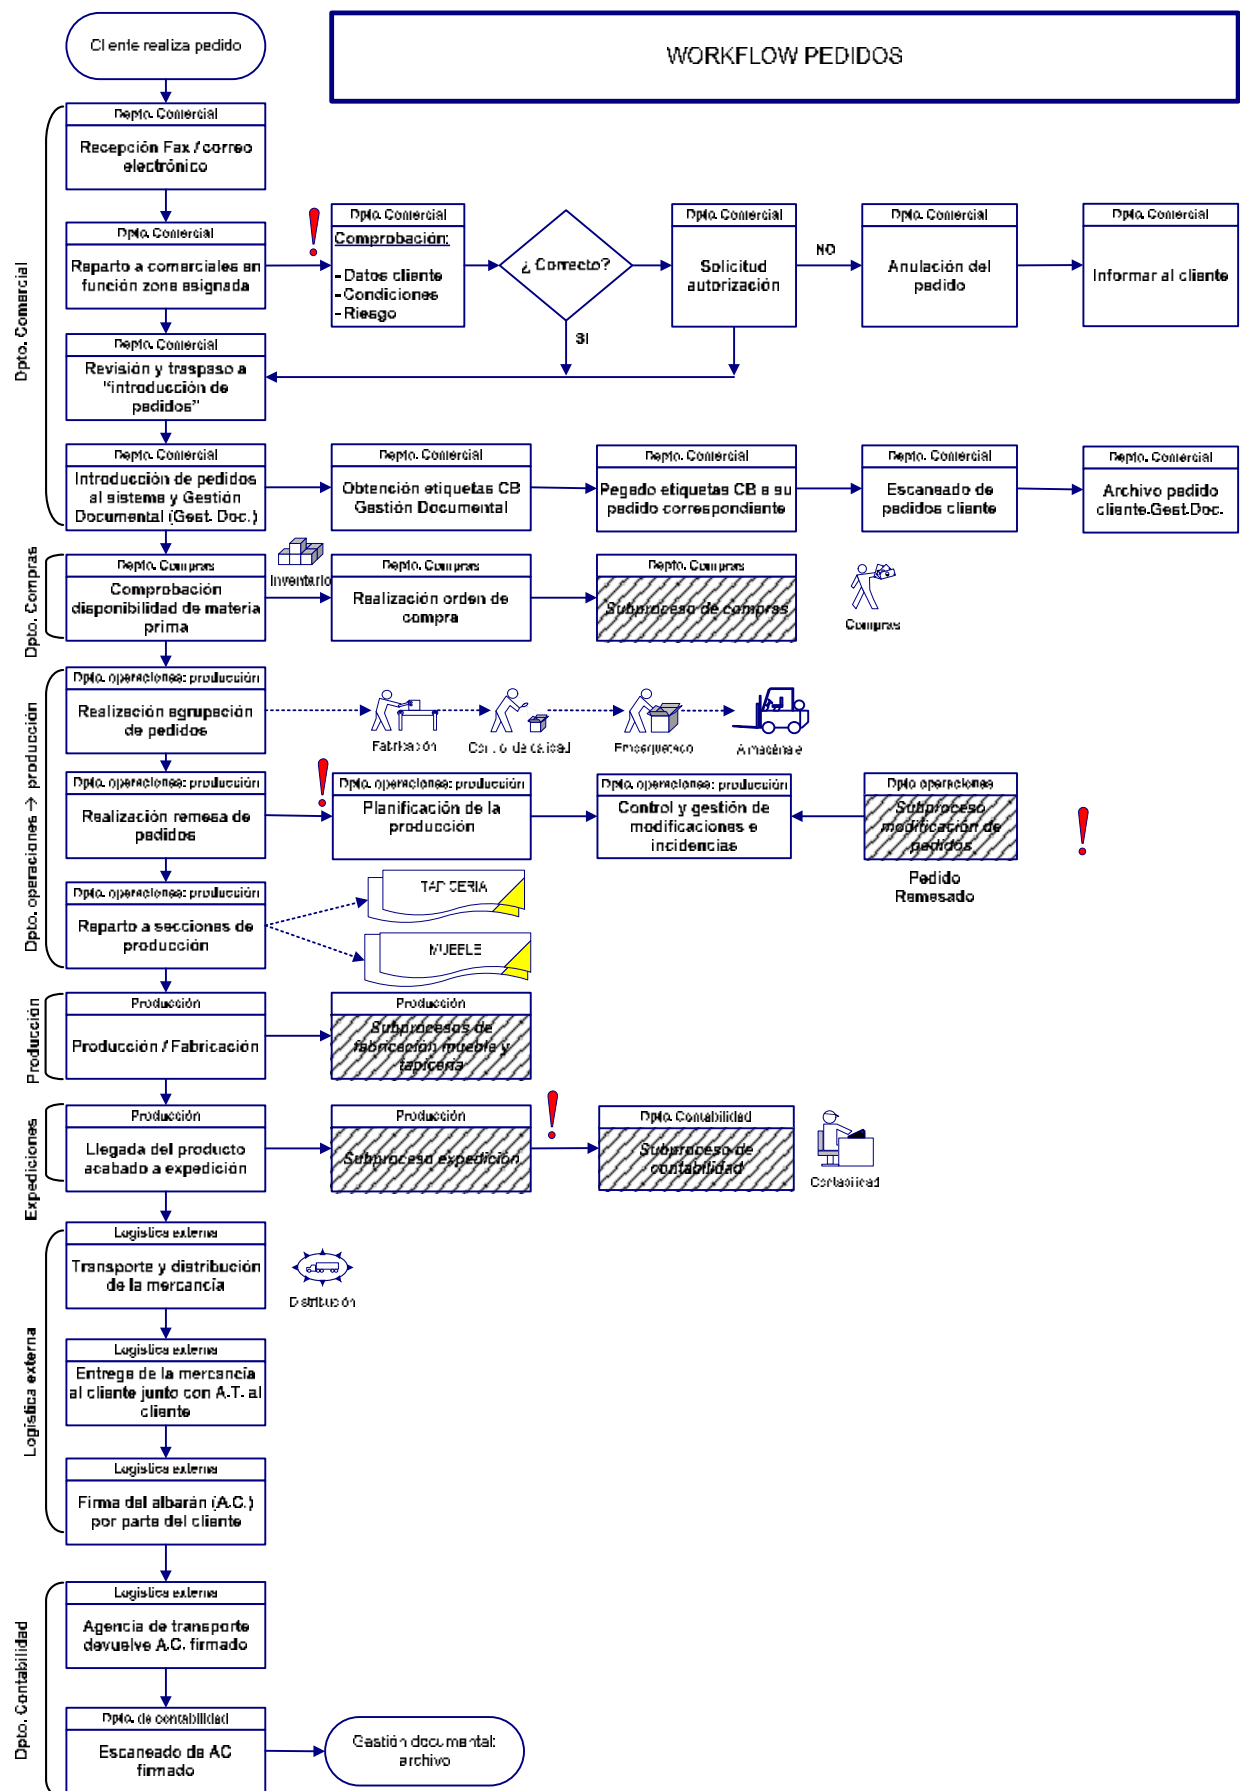 Cliente realiza pedido
WORKFLOW PEDIDOS
Dpto. Comercial
Depto. Comercial
Recepción Fax / correo
electrónico
Dpto. Comercial
Reparto a comerciales en
función zona asignada
Dpto. Comercial
Comprobación:
- Datos cliente
- Condiciones
- Riesgo
¿ Correcto?
SI
Dpto. Comercial
Solicitud
autorización
NO
Dpto. Comercial
Anulación del
pedido
Dpto. Comercial
Informar al cliente
Dpto. Comercial
Revisión y traspaso a
“introducción de
pedidos”
Depto. Comercial
Introducción de pedidos
al sistema y Gestión
Documental (Gest. Doc.)
Depto. Comercial
Obtención etiquetas CB
Gestión Documental
Depto. Comercial
Pegado etiquetas CB a su
pedido correspondiente
Depto. Comercial
Escaneado de
pedidos cliente
Depto. Comercial
Archivo pedido
cliente.Gest.Doc.
Dpto. Compras
Depto. Compras
Comprobación
disponibilidad de materia
prima
Inventario
Depto. Compras
Realización orden de
compra
Depto. Compras
Subproceso de compras
Compras
Dpto. operaciones → producción
Dpto. operaciones: producción
Realización agrupación
de pedidos
Fabricación
Control de calidad
Empaquetado
Almacenaje
Dpto. operaciones: producción
Realización remesa de
pedidos
Dpto. operaciones: producción
Planificación de la
producción
Dpto. operaciones: producción
Control y gestión de
modificaciones e
incidencias
Dpto operaciones
Subproceso
modificación de
pedidos
Pedido
Remesado
Dpto. operaciones: producción
Reparto a secciones de
producción
TAPICERIA
MUEBLE
Producción
Producción
Producción / Fabricación
Producción
Subprocesos de
fabricación mueble y
tapicería
Expediciones
Producción
Llegada del producto
acabado a expedición
Producción
Subproceso expedición
Dpto. Contabilidad
Subproceso de
contabilidad
Contabilidad
Logística externa
Logística externa
Transporte y distribución
de la mercancía
Distribución
Logística externa
Entrega de la mercancía
al cliente junto con A.T. al
cliente
Logística externa
Firma del albarán (A.C.)
por parte del cliente
Dpto. Contabilidad
Logística externa
Agencia de transporte
devuelve A.C. firmado
Dpto. de contabilidad
Escaneado de AC
firmado
Gestión documental:
archivo